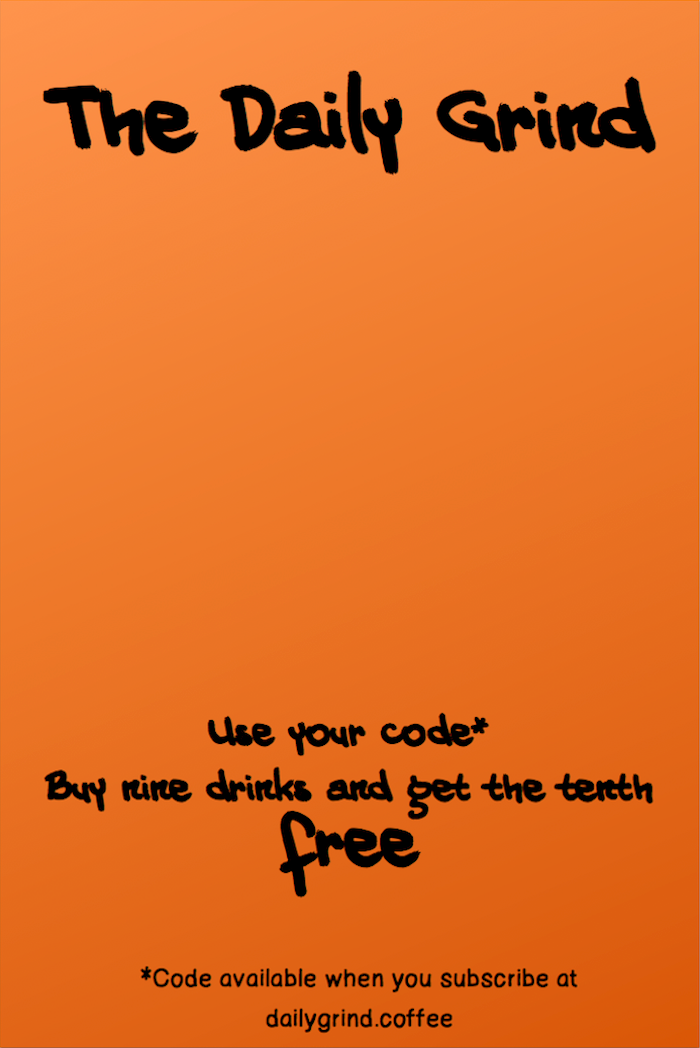 The Daily Grind
Use your code*
Buy nine drinks and get the tenth
free
*Code available when you subscribe at
dailygrind.coffee